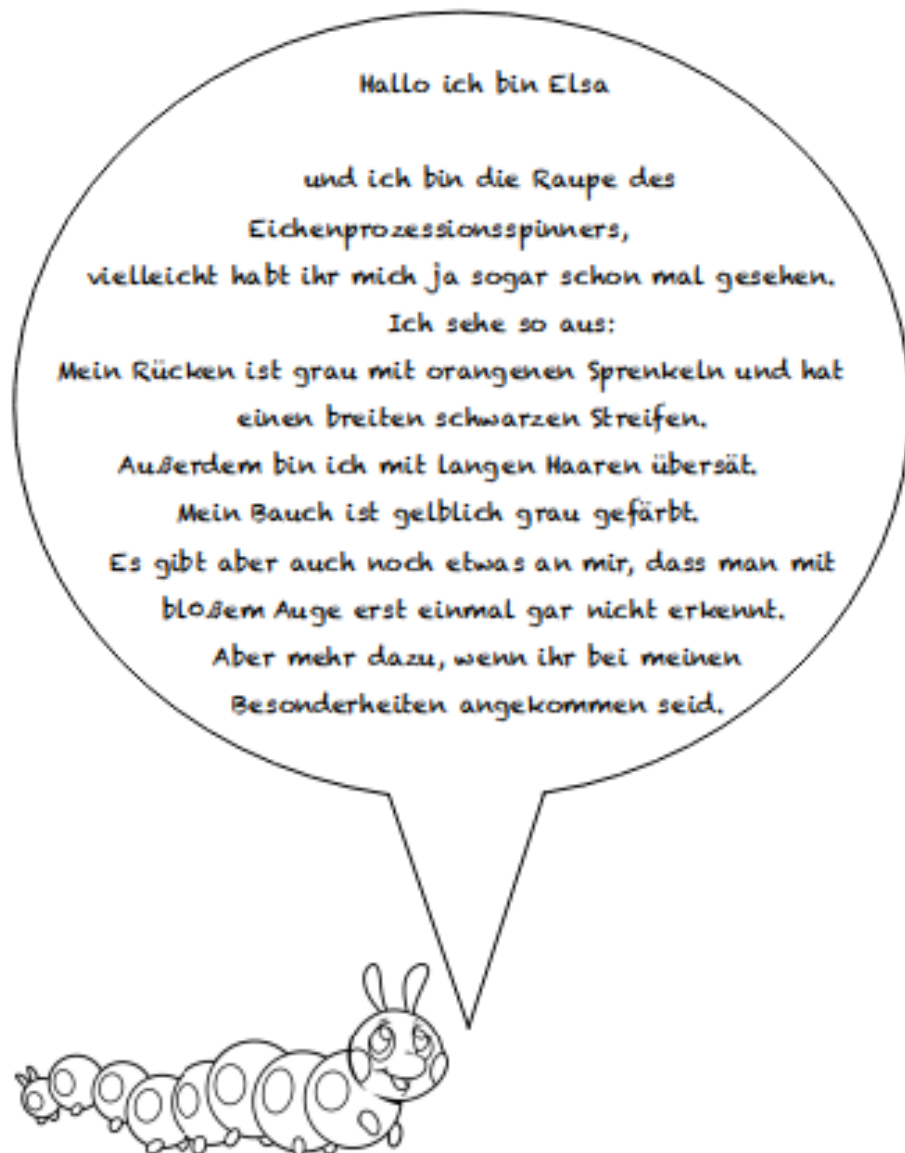 Hallo ich bin Elsa
und ich bin die Raupe des
Eichenprozessionsspinners,
vielleicht habt ihr mich ja sogar schon mal gesehen.
Ich sehe so aus:
Mein Rücken ist grau mit orangenen Sprenkeln und hat
einen breiten schwarzen Streifen.
Außerdem bin ich mit langen Haaren übersät.
Mein Bauch ist gelblich grau gefärbt.
Es gibt aber auch noch etwas an mir, dass man mit
bloßem Auge erst einmal gar nicht erkennt.
Aber mehr dazu, wenn ihr bei meinen
Besonderheiten angekommen seid.